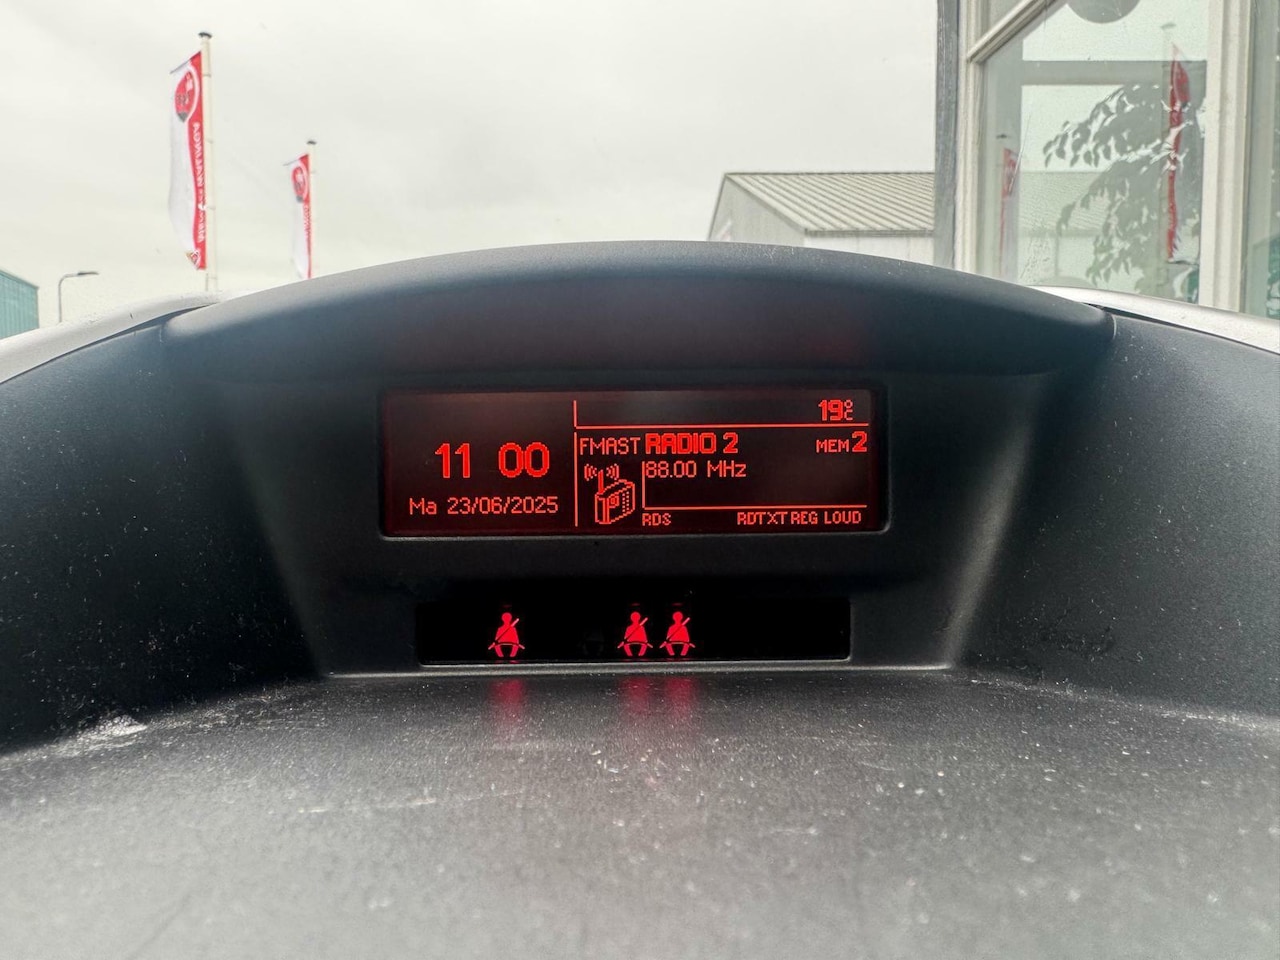 19°C
11 00
Ma 23/06/2025
FMAST RADIO 2 MEM 2
88.00 MHz
RDS RDTXT REG LOUD